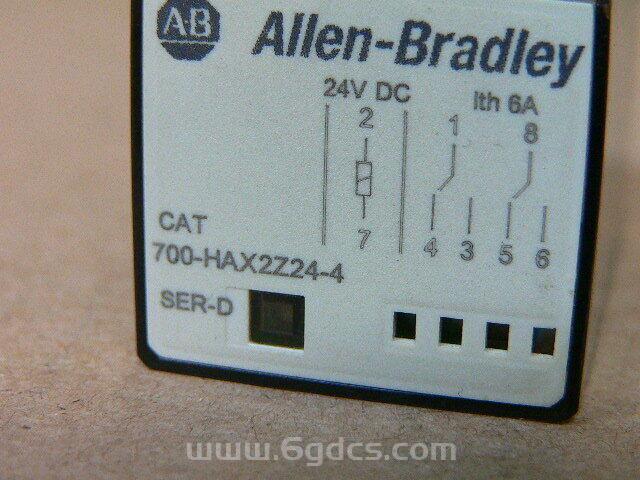 A-B Allen-Bradley
24V DC Ith 6A
2 1 8
7 4 3 5 6
CAT
700-HAX2Z24-4
SER-D
www.6gdcs.com